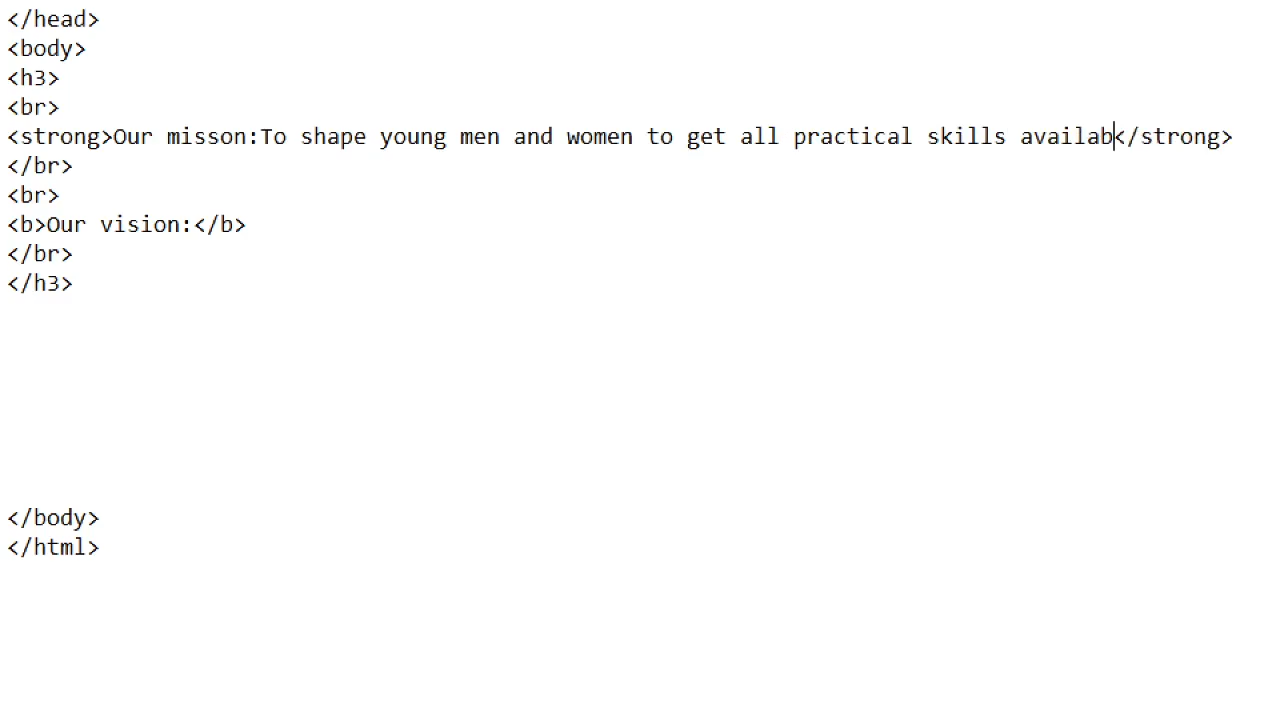 </head>
<body>
<h3>
<br>
<strong>Our misson:To shape young men and women to get all practical skills availab</strong>
</br>
<br>
<b>Our vision:</b>
</br>
</h3>
</body>
</html>